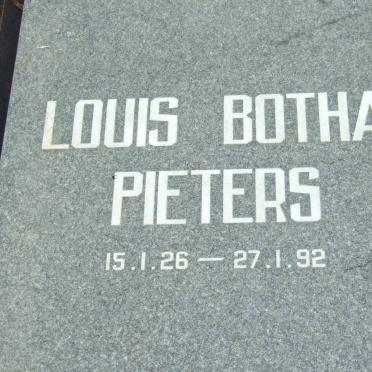 LOUIS BOTHA
PIETERS
15.1.26 — 27.1.92